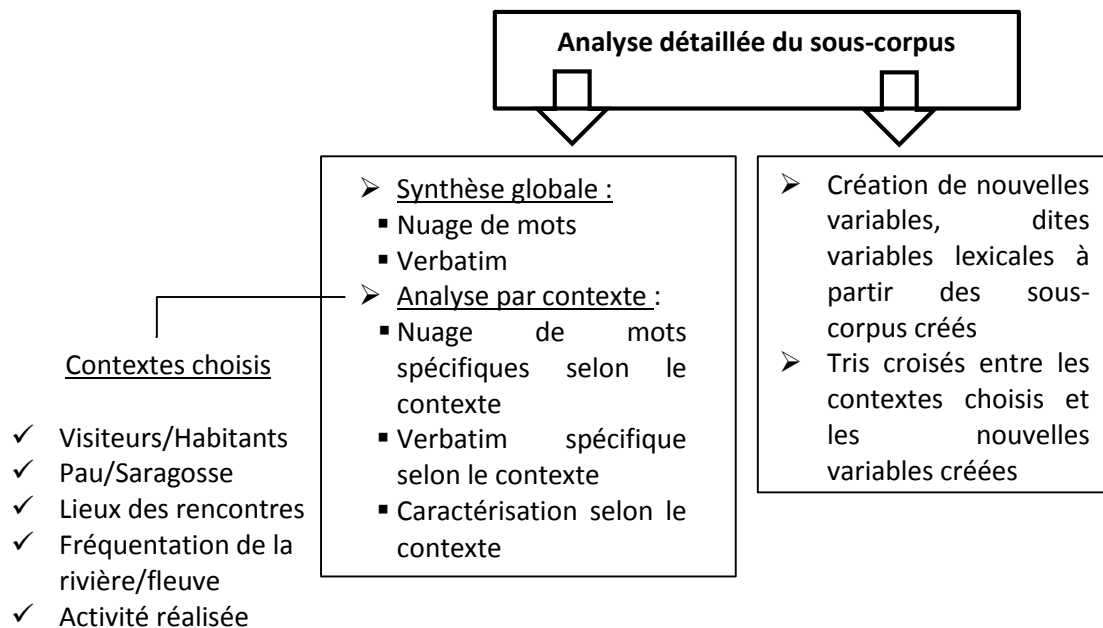 Analyse détaillée du sous-corpus
➢ Synthèse globale :
▪ Nuage de mots
▪ Verbatim
➢ Analyse par contexte :
▪ Nuage de mots
spécifiques selon le
contexte
▪ Verbatim spécifique
selon le contexte
▪ Caractérisation selon le
contexte
➢ Création de nouvelles
variables, dites
variables lexicales à
partir des sous-
corpus créés
➢ Tris croisés entre les
contextes choisis et
les nouvelles
variables créées
Contextes choisis
✓ Visiteurs/Habitants
✓ Pau/Saragosse
✓ Lieux des rencontres
✓ Fréquentation de la
rivière/fleuve
✓ Activité réalisée